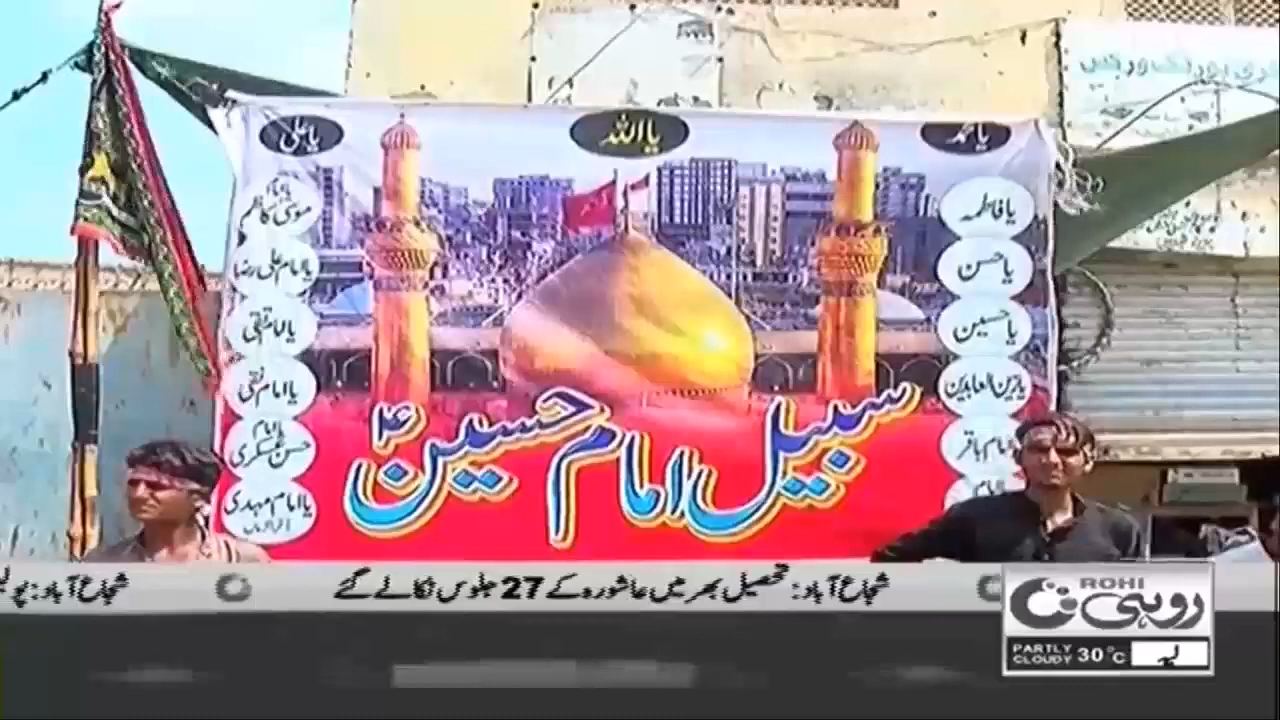 یا محمد
یا اللہ
یا علی
یا فاطمہ
یا حسن
یا حسین
یا زین العابدین
امام باقر
یا امام
موسیٰ کاظم
یا امام علی رضا
یا امام تقی
یا امام نقی
یا امام
حسن عسکری
یا امام مہدی
سبیل امام حسین
شجاع آباد: تحصیل بھر میں عاشورہ کے 27 جلوس نکالے گئے
شجاع آباد:
ROHI
روہی
PARTLY
CLOUDY 30°C
لیہ